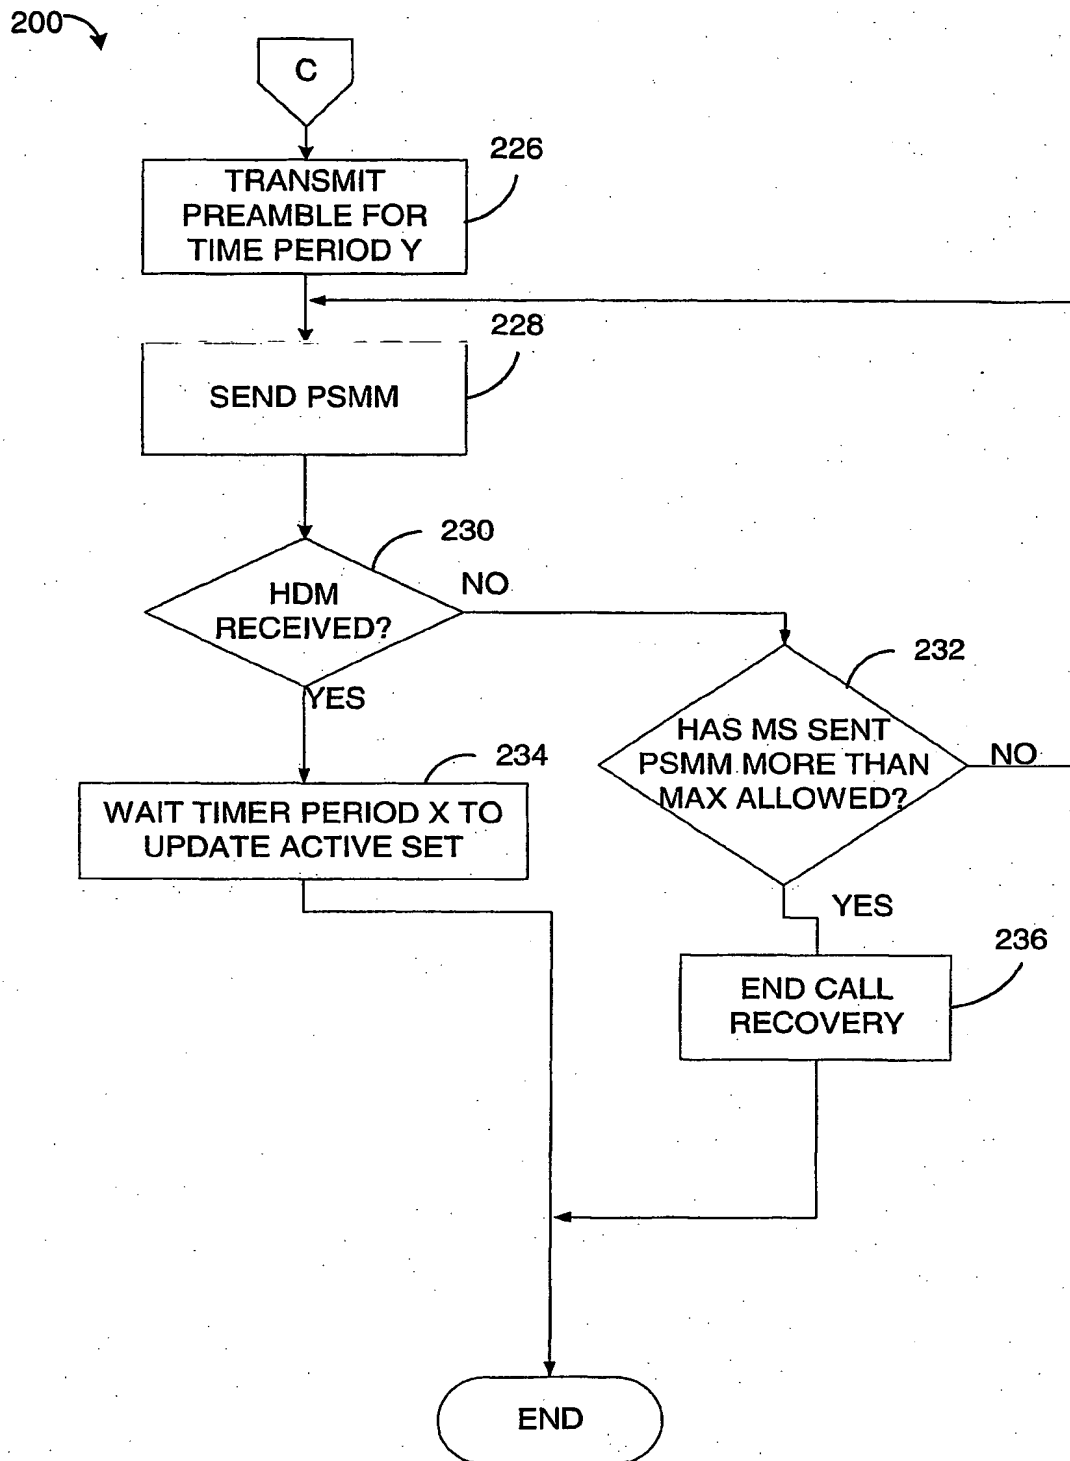 200
C
226
TRANSMIT
PREAMBLE FOR
TIME PERIOD Y
228
SEND PSMM
230
HDM
RECEIVED?
NO
YES
232
HAS MS SENT
PSMM MORE THAN
MAX ALLOWED?
NO
YES
234
WAIT TIMER PERIOD X TO
UPDATE ACTIVE SET
236
END CALL
RECOVERY
END